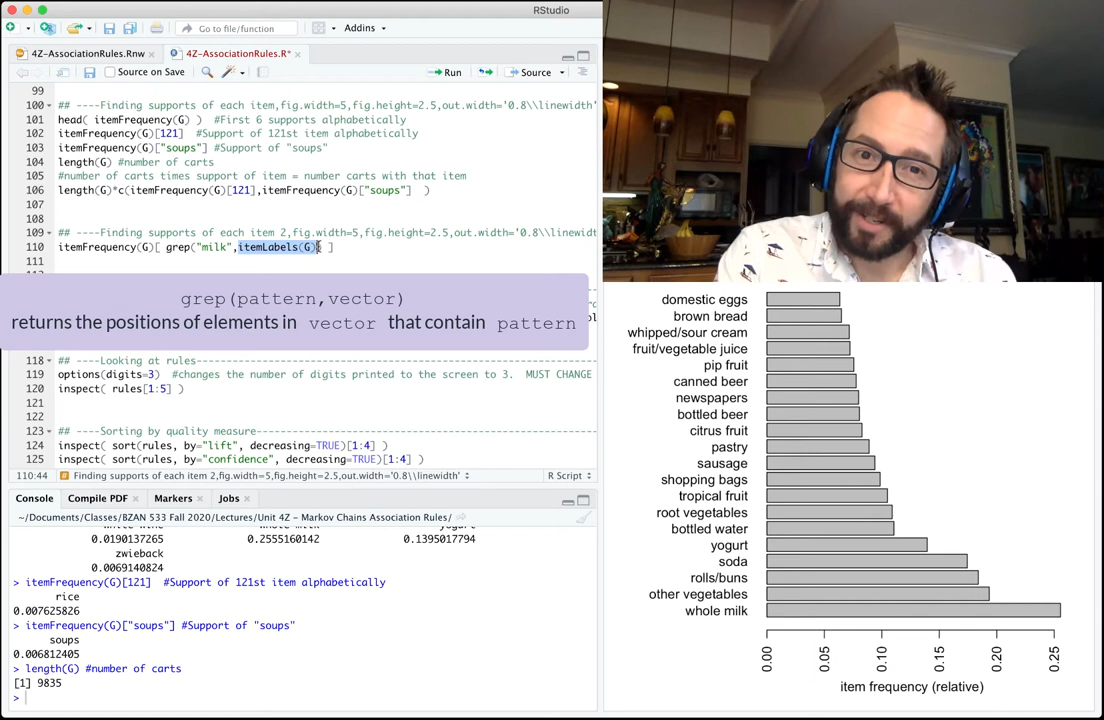 RStudio
Go to file/function
Addins
4Z-AssociationRules.Rnw
4Z-AssociationRules.R*
Source on Save
Run
Source
99
100 ## ----Finding supports of each item,fig.width=5,fig.height=2.5,out.width='0.8\\linewidth'
101 head( itemFrequency(G) ) #First 6 supports alphabetically
102 itemFrequency(G)[121] #Support of 121st item alphabetically
103 itemFrequency(G)["soups"] #Support of "soups"
104 length(G) #number of carts
105 #number of carts times support of item = number carts with that item
106 length(G)*c(itemFrequency(G)[121],itemFrequency(G)["soups"] )
107
108
109 ## ----Finding supports of each item 2,fig.width=5,fig.height=2.5,out.width='0.8\\linewidt
110 itemFrequency(G)[ grep("milk",itemLabels(G)) ]
111
grep(pattern,vector)
returns the positions of elements in vector that contain pattern
118 ## ----Looking at rules-----------------------------------------------------
119 options(digits=3) #changes the number of digits printed to the screen to 3. MUST CHANGE
120 inspect( rules[1:5] )
121
122
123 ## ----Sorting by quality measure-------------------------------------------
124 inspect( sort(rules, by="lift", decreasing=TRUE)[1:4] )
125 inspect( sort(rules, by="confidence", decreasing=TRUE)[1:4] )
110:44
Finding supports of each item 2,fig.width=5,fig.height=2.5,out.width='0.8\\linewidth'
R Script
Console
Compile PDF
Markers
Jobs
~/Documents/Classes/BZAN 533 Fall 2020/Lectures/Unit 4Z - Markov Chains Association Rules/
0.0190137265 0.2555160142 0.1395017794
zwieback
0.0069140824
> itemFrequency(G)[121] #Support of 121st item alphabetically
rice
0.007625826
> itemFrequency(G)["soups"] #Support of "soups"
soups
0.006812405
> length(G) #number of carts
[1] 9835
>
domestic eggs
brown bread
whipped/sour cream
fruit/vegetable juice
pip fruit
canned beer
newspapers
bottled beer
citrus fruit
pastry
sausage
shopping bags
tropical fruit
root vegetables
bottled water
yogurt
soda
rolls/buns
other vegetables
whole milk
0.00
0.05
0.10
0.15
0.20
0.25
item frequency (relative)